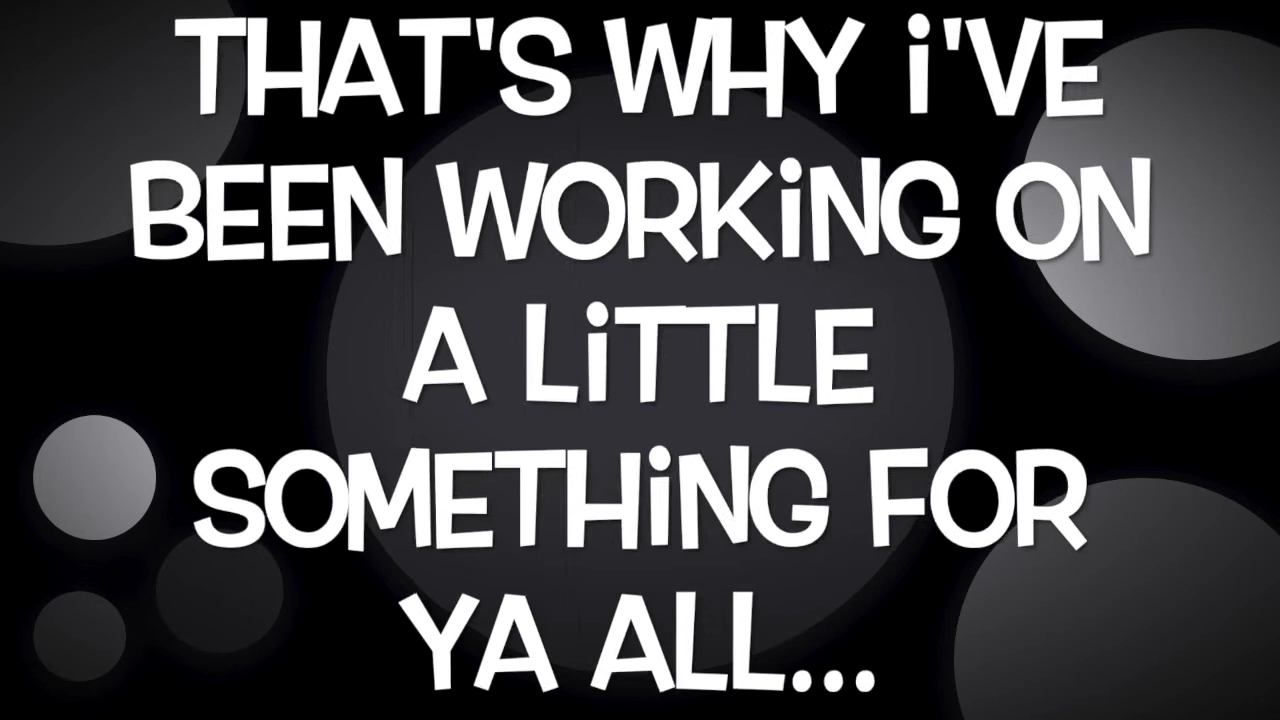 THAT'S WHY i'VE
BEEN WORKiNG ON
A LiTTLE
SOMETHiNG FOR
YA ALL...